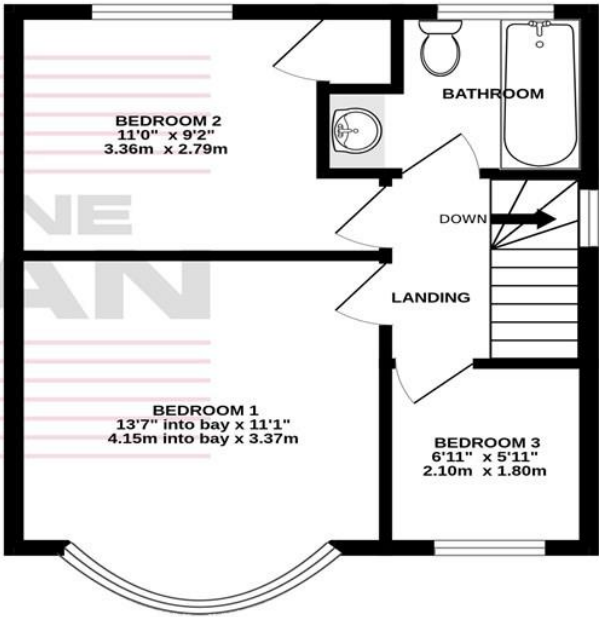 BEDROOM 2
11'0" x 9'2"
3.36m x 2.79m
BATHROOM
DOWN
LANDING
BEDROOM 1
13'7" into bay x 11'1"
4.15m into bay x 3.37m
BEDROOM 3
6'11" x 5'11"
2.10m x 1.80m